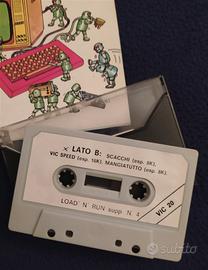 LATO B: SCACCHI (esp. 8K),
VIC SPEED (esp. 16K), MANGIATUTTO (esp. 8K),
LOAD 'N' RUN supp. N. 4
VIC 20
subito